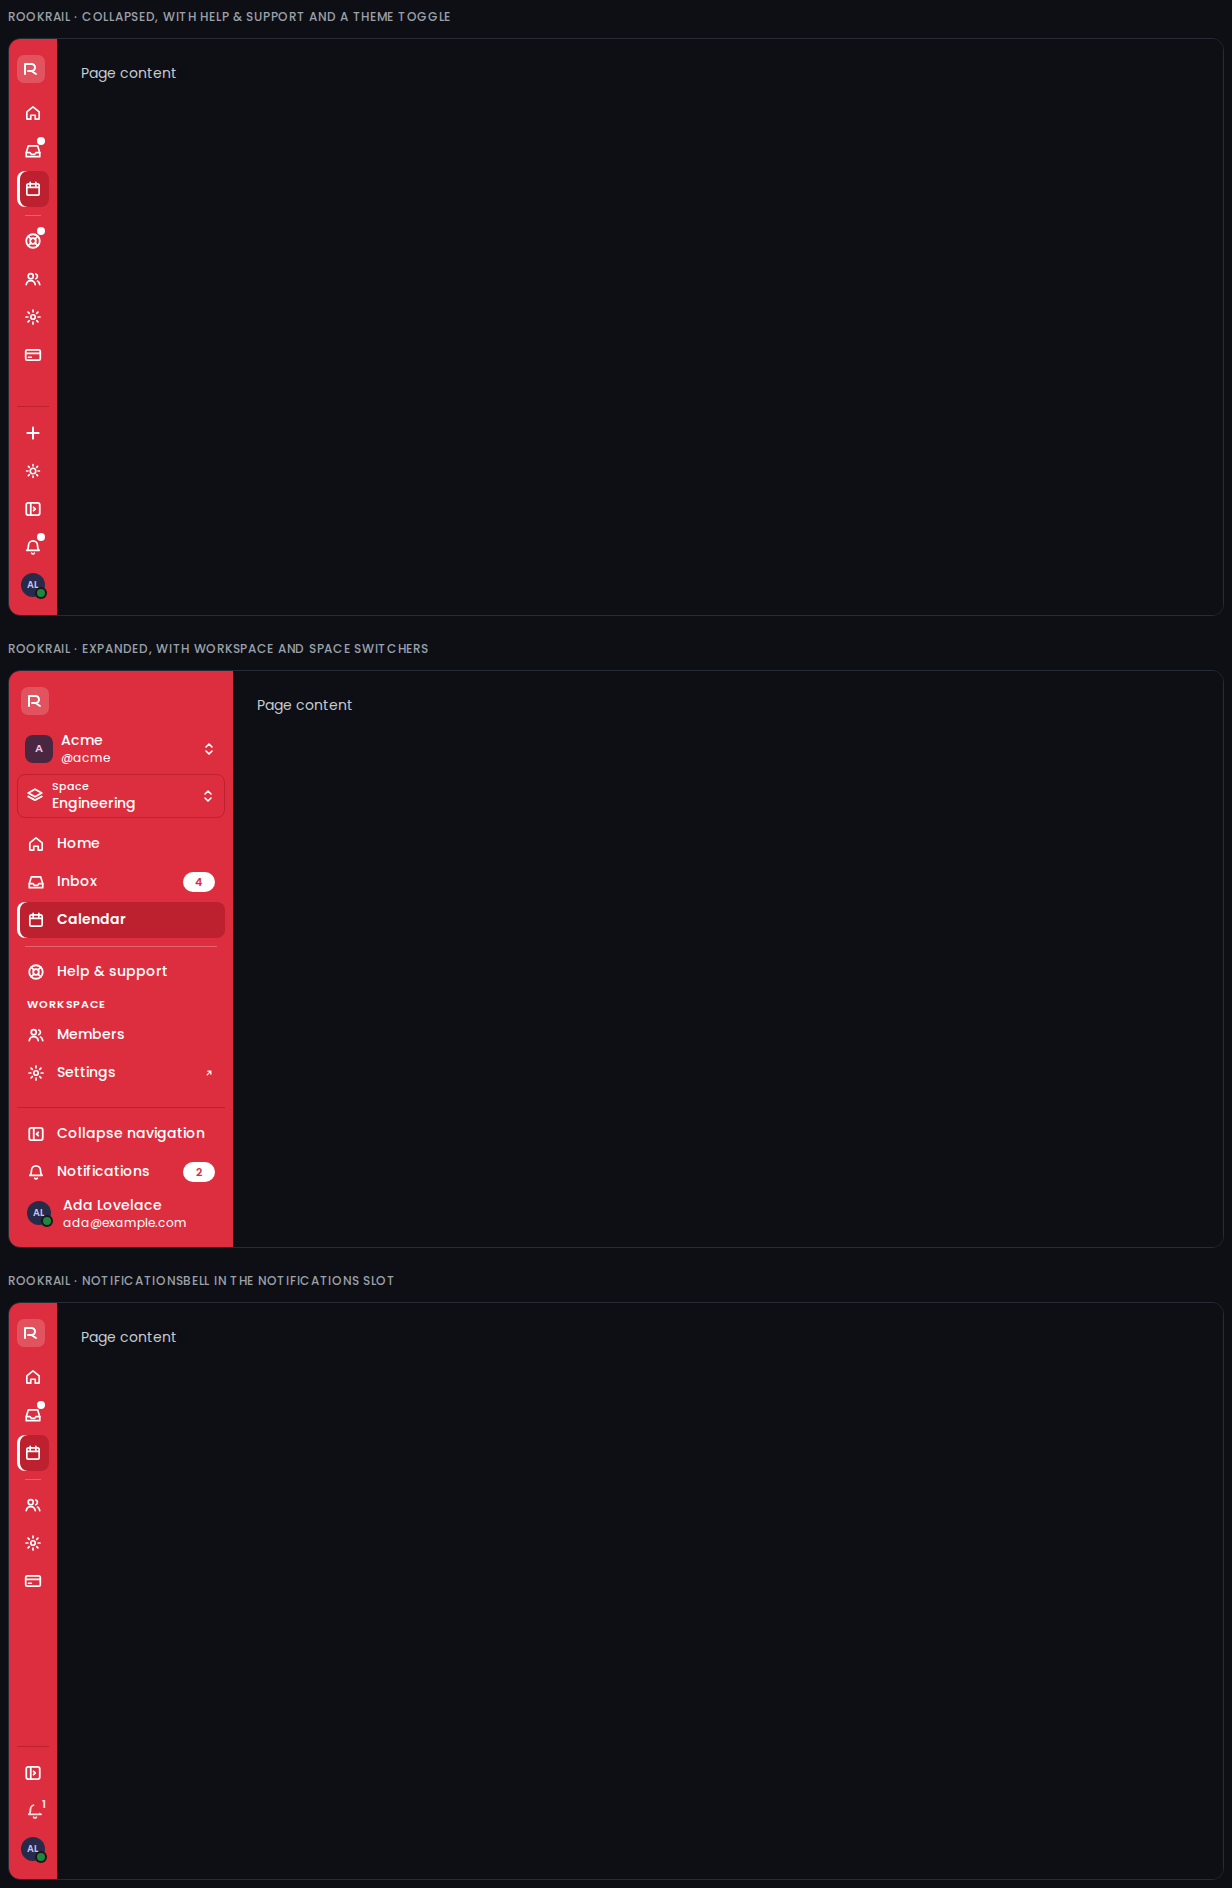 ROOKRAIL · COLLAPSED, WITH HELP & SUPPORT AND A THEME TOGGLE
R
Page content
AL
ROOKRAIL · EXPANDED, WITH WORKSPACE AND SPACE SWITCHERS
R
Page content
A
Acme
@acme
Space
Engineering
Home
Inbox 4
Calendar
Help & support
WORKSPACE
Members
Settings
Collapse navigation
Notifications 2
AL
Ada Lovelace
ada@example.com
ROOKRAIL · NOTIFICATIONSBELL IN THE NOTIFICATIONS SLOT
R
Page content
1
AL